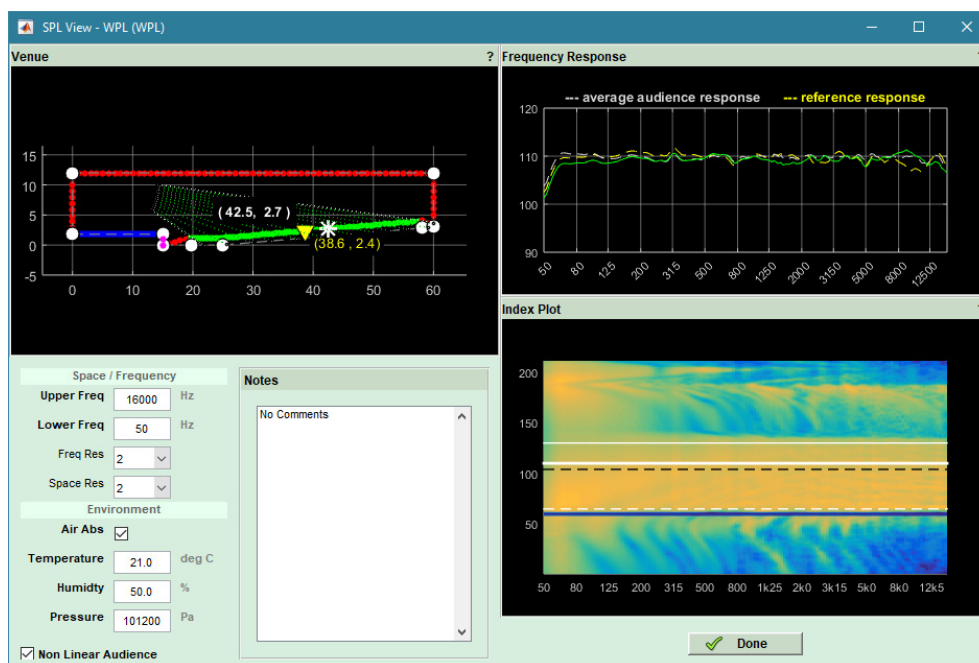 SPL View - WPL (WPL)
Venue ?
15
10
5
0
-5
(42.5, 2.7)
(38.6 , 2.4)
0 10 20 30 40 50 60
Frequency Response
--- average audience response --- reference response
120
110
100
90
50 80 125 200 315 500 800 1250 2000 3150 5000 8000 12500
Index Plot
200
150
100
50
50 80 125 200 315 500 800 1k25 2k0 3k15 5k0 8k0 12k5
Space / Frequency
Upper Freq 16000 Hz
Lower Freq 50 Hz
Freq Res 2
Space Res 2
Environment
Air Abs
Temperature 21.0 deg C
Humidty 50.0 %
Pressure 101200 Pa
Non Linear Audience
Notes
No Comments
Done